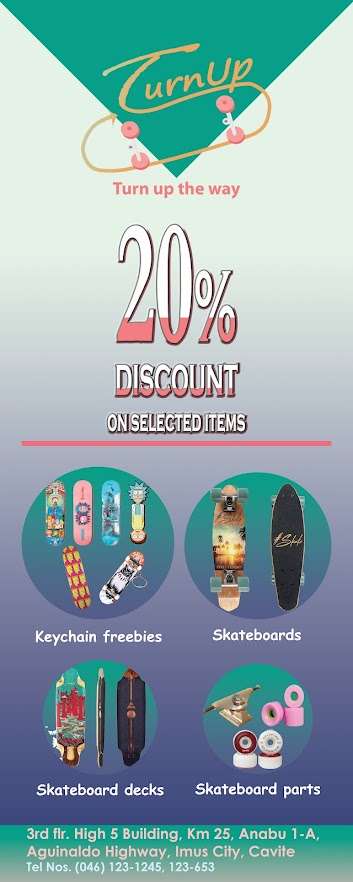 TurnUp
Turn up the way
20%
DISCOUNT
ON SELECTED ITEMS
Keychain freebies
Skateboards
Skateboard decks
Skateboard parts
3rd flr. High 5 Building, Km 25, Anabu 1-A,
Aguinaldo Highway, Imus City, Cavite
Tel Nos. (046) 123-1245, 123-653